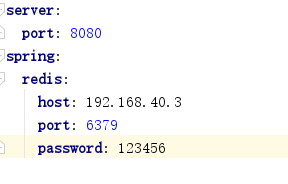 server:
  port: 8080
spring:
  redis:
    host: 192.168.40.3
    port: 6379
    password: 123456